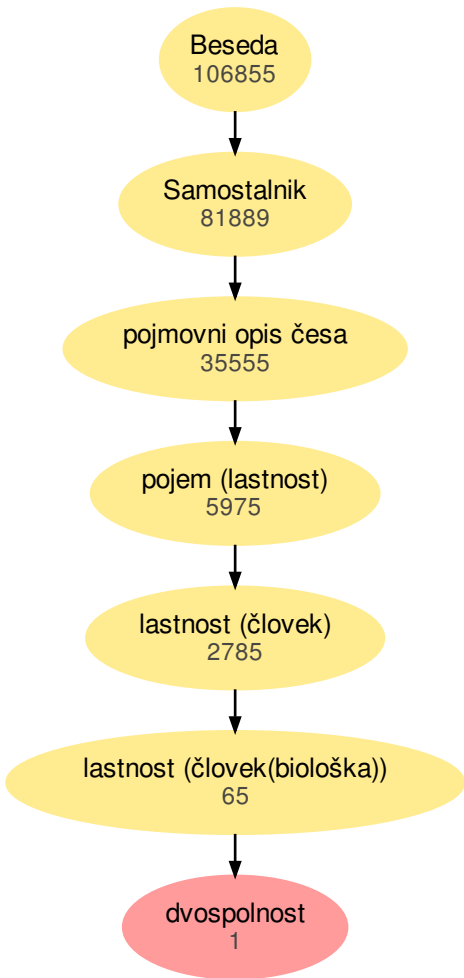 Beseda
106855
Samostalnik
81889
pojmovni opis česa
35555
pojem (lastnost)
5975
lastnost (človek)
2785
lastnost (človek(biološka))
65
dvospolnost
1